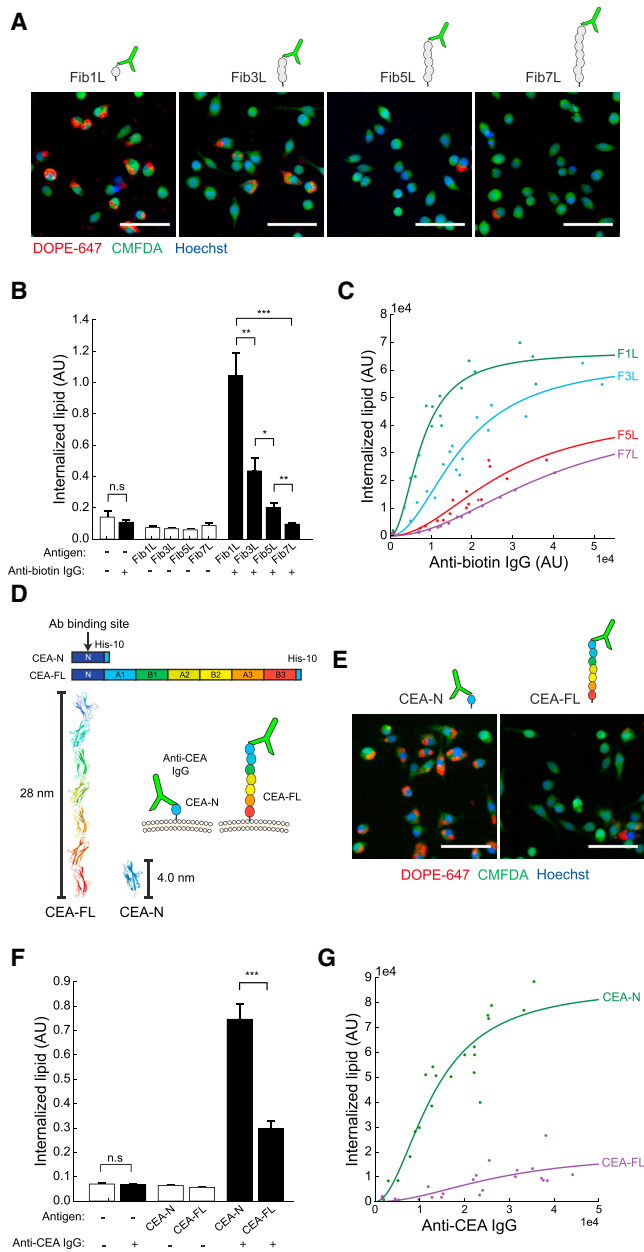 A
Fib1L Fib3L Fib5L Fib7L
DOPE-647 CMFDA Hoechst
B
Internalized lipid (AU)
1.4
1.2
1.0
0.8
0.6
0.4
0.2
0.0
n.s
***
**
*
**
Antigen: - - Fib1L Fib3L Fib5L Fib7L Fib1L Fib3L Fib5L Fib7L
Anti-biotin IgG: - + - - - - + + + +
C
Internalized lipid (AU)
8 1e4
7
6
5
4
3
2
1
0
0 1 2 3 4 5
1e4
Anti-biotin IgG (AU)
F1L
F3L
F5L
F7L
D
Ab binding site
His-10
CEA-N N
His-10
CEA-FL N A1 B1 A2 B2 A3 B3
28 nm
Anti-CEA
IgG
CEA-N
CEA-FL
4.0 nm
CEA-FL CEA-N
E
CEA-N CEA-FL
DOPE-647 CMFDA Hoechst
F
Internalized lipid (AU)
0.9
0.8
0.7
0.6
0.5
0.4
0.3
0.2
0.1
0.0
n.s
***
Antigen: - - CEA-N CEA-FL CEA-N CEA-FL
Anti-CEA IgG: - + - - + +
G
Internalized lipid (AU)
1e4
9
8
7
6
5
4
3
2
1
0
0 1 2 3 4 5
1e4
Anti-CEA IgG
CEA-N
CEA-FL